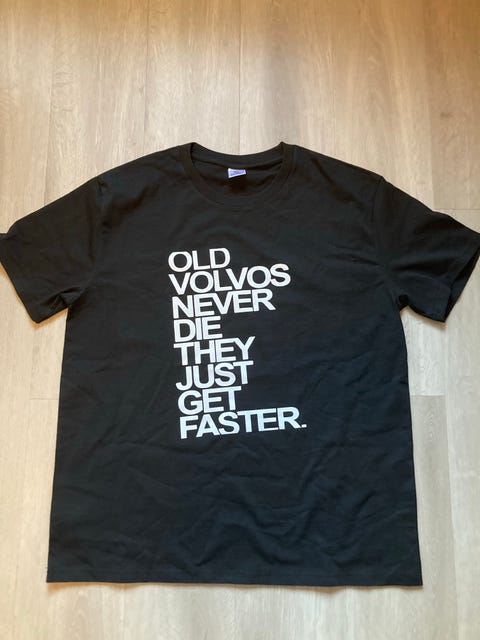 OLD
VOLVOS
NEVER
DIE
THEY
JUST
GET
FASTER.